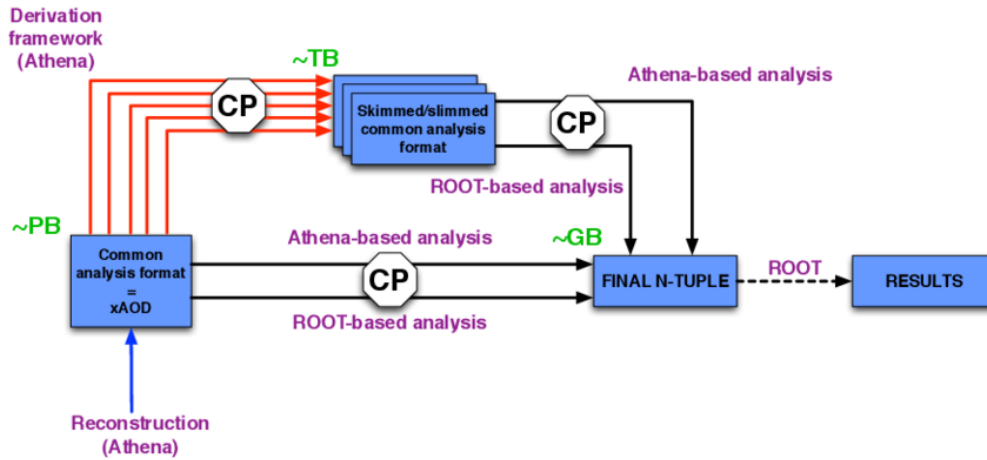 Derivation
framework
(Athena)
~TB
CP
Skimmed/slimmed
common analysis
format
CP
Athena-based analysis
ROOT-based analysis
~PB
Common
analysis format
=
xAOD
Athena-based analysis
CP
ROOT-based analysis
~GB
FINAL N-TUPLE
ROOT
RESULTS
Reconstruction
(Athena)